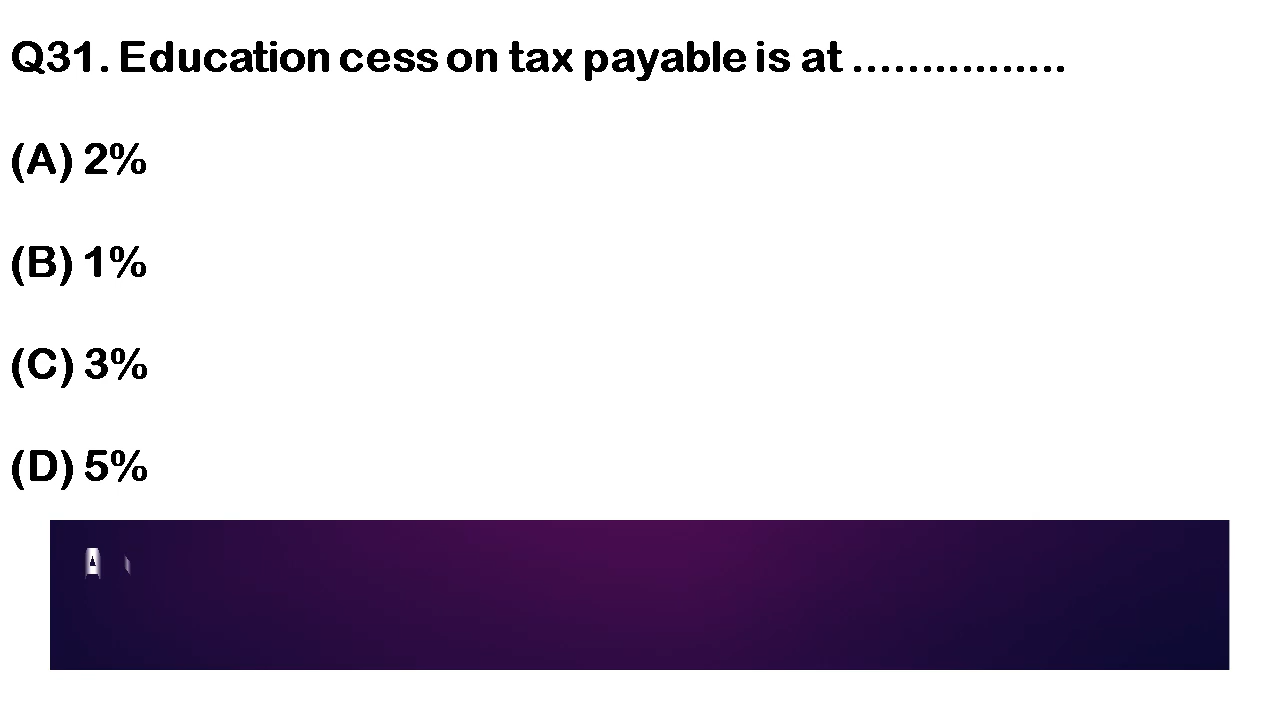 Q31. Education cess on tax payable is at ................
(A) 2%
(B) 1%
(C) 3%
(D) 5%